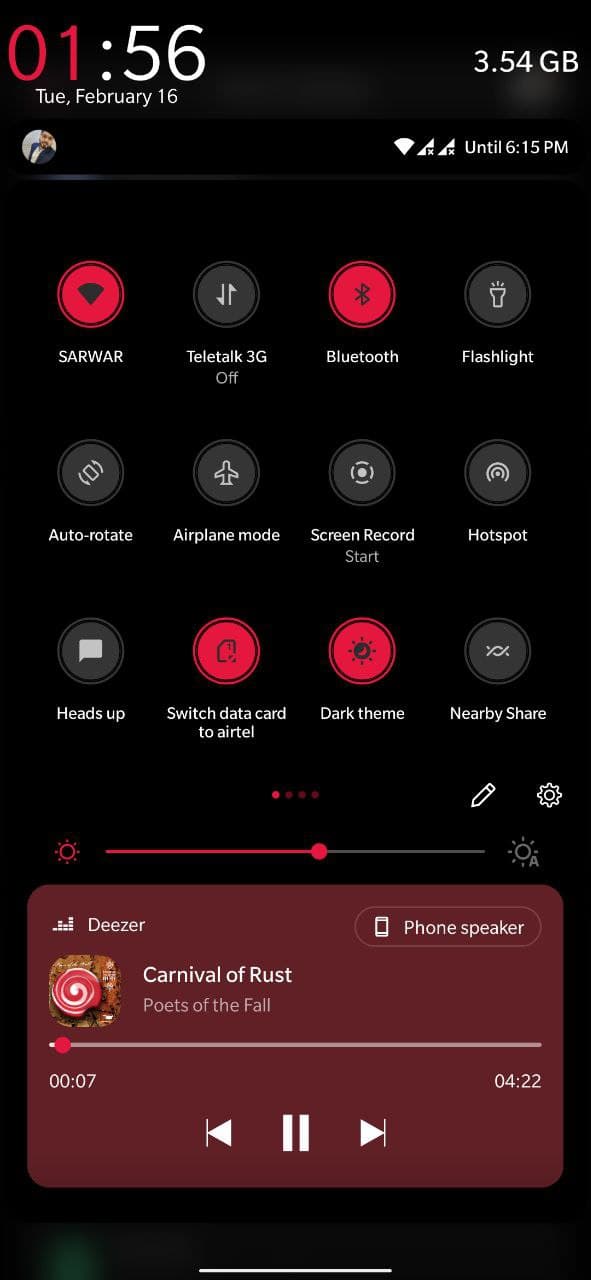 01:56
3.54 GB
Tue, February 16
Until 6:15 PM
SARWAR
Teletalk 3G
Off
Bluetooth
Flashlight
Auto-rotate
Airplane mode
Screen Record
Start
Hotspot
Heads up
Switch data card
to airtel
Dark theme
Nearby Share
A
Deezer
Phone speaker
Carnival of Rust
Poets of the Fall
00:07
04:22